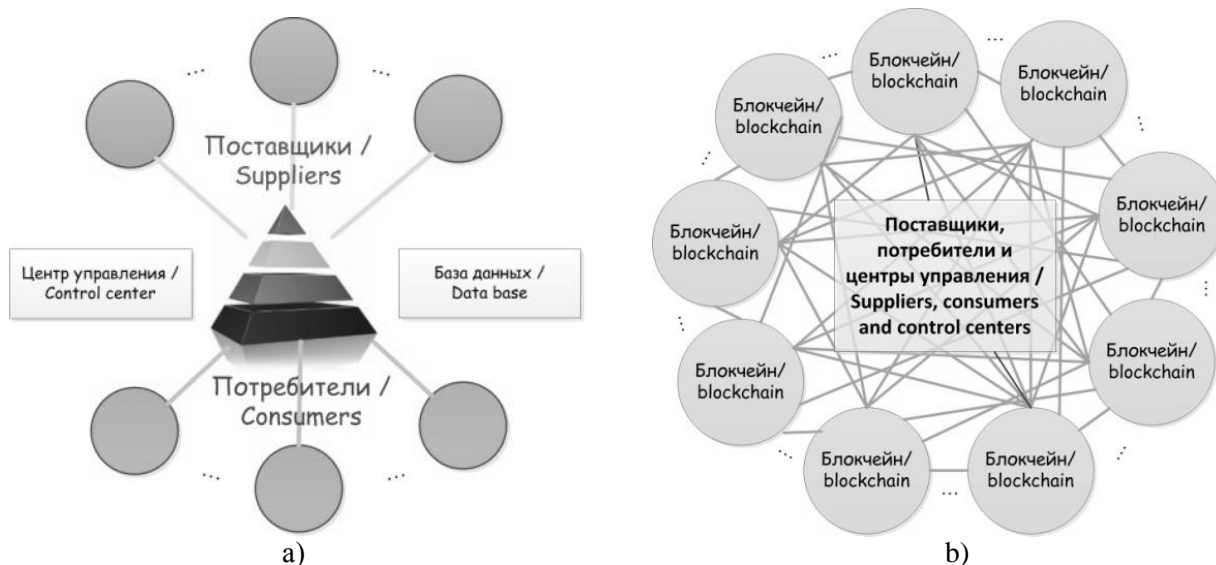 ...
...
Поставщики /
Suppliers
Центр управления /
Control center
База данных /
Data base
Потребители /
Consumers
...
...
a)
...
Блокчейн/
blockchain
Блокчейн/
blockchain
Блокчейн/
blockchain
...
...
Блокчейн/
blockchain
Блокчейн/
blockchain
Поставщики,
потребители и
центры управления /
Suppliers, consumers
and control centers
...
...
Блокчейн/
blockchain
Блокчейн/
blockchain
Блокчейн/
blockchain
Блокчейн/
blockchain
...
...
...
b)